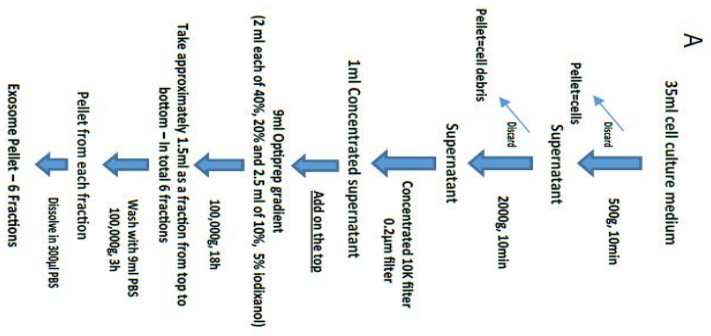 A
35ml cell culture medium
500g, 10min
Discard
Pellet=cells
Supernatant
2000g, 10min
Discard
Pellet=cell debris
Supernatant
Concentrated 10K filter
0.2μm filter
1ml Concentrated supernatant
Add on the top
9ml Optiprep gradient
(2 ml each of 40%, 20% and 2.5 ml of 10%, 5% iodixanol)
100,000g, 18h
Take approximately 1.5ml as a fraction from top to
bottom – In total 6 fractions
Wash with 9ml PBS
100,000g, 3h
Pellet from each fraction
Dissolve in 300μl PBS
Exosome Pellet – 6 Fractions